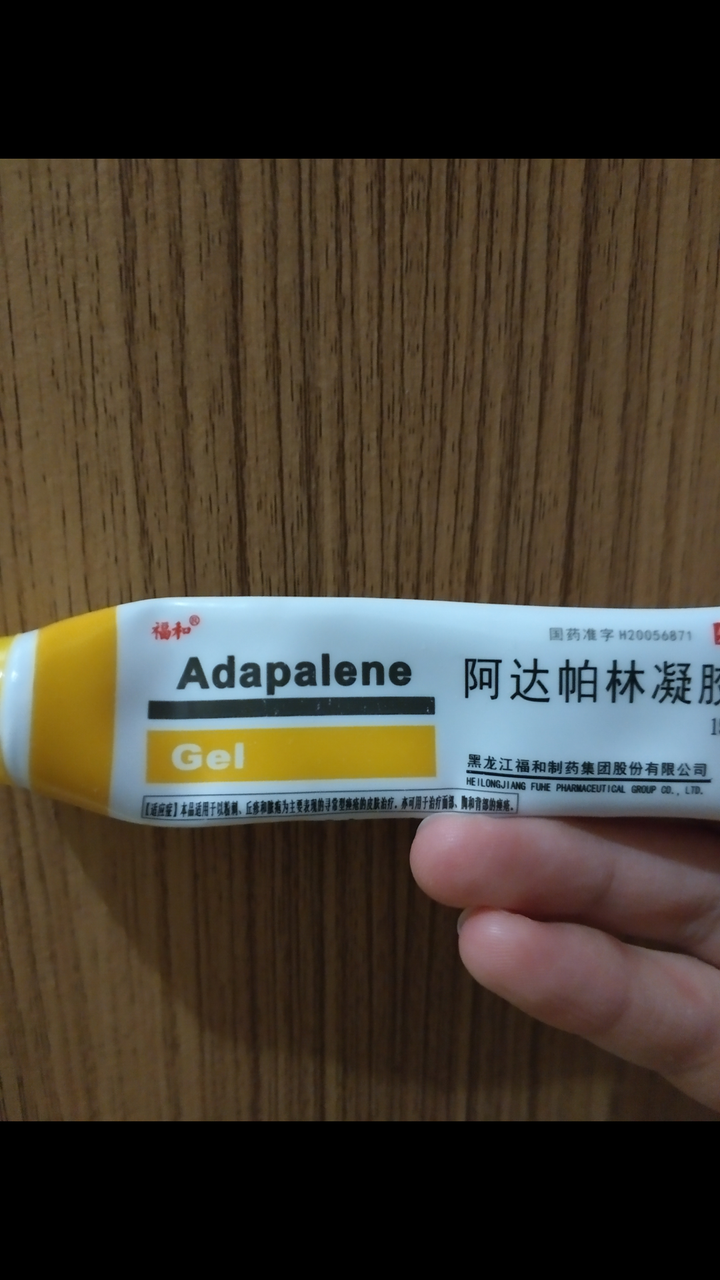 福和®
国药准字H20056871
Adapalene
阿达帕林凝胶
Gel
黑龙江福和制药集团股份有限公司
HEILONGJIANG FUHE PHARMACEUTICAL GROUP CO., LTD.
【适应症】本品适用于以粉刺、丘疹和脓疱为主要表现的寻常型痤疮的皮肤治疗。亦可用于治疗面部、胸和背部的痤疮。